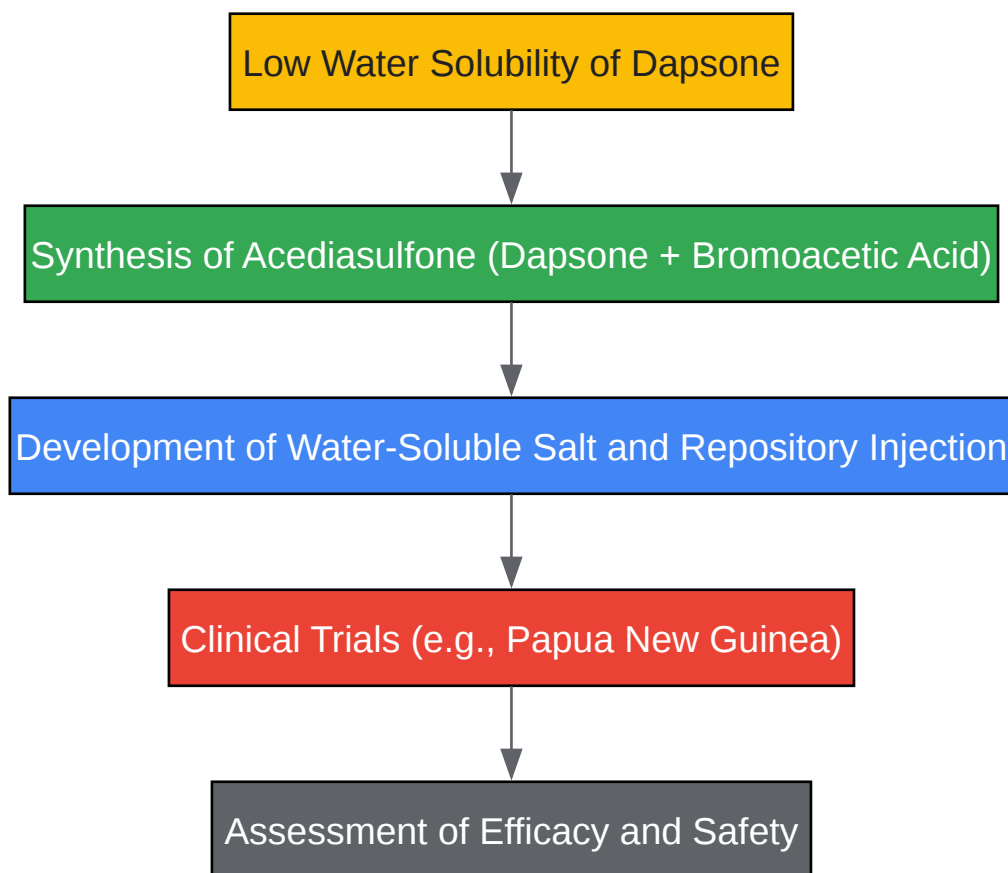 Low Water Solubility of Dapsone
Synthesis of Acediasulfone (Dapsone + Bromoacetic Acid)
Development of Water-Soluble Salt and Repository Injection
Clinical Trials (e.g., Papua New Guinea)
Assessment of Efficacy and Safety